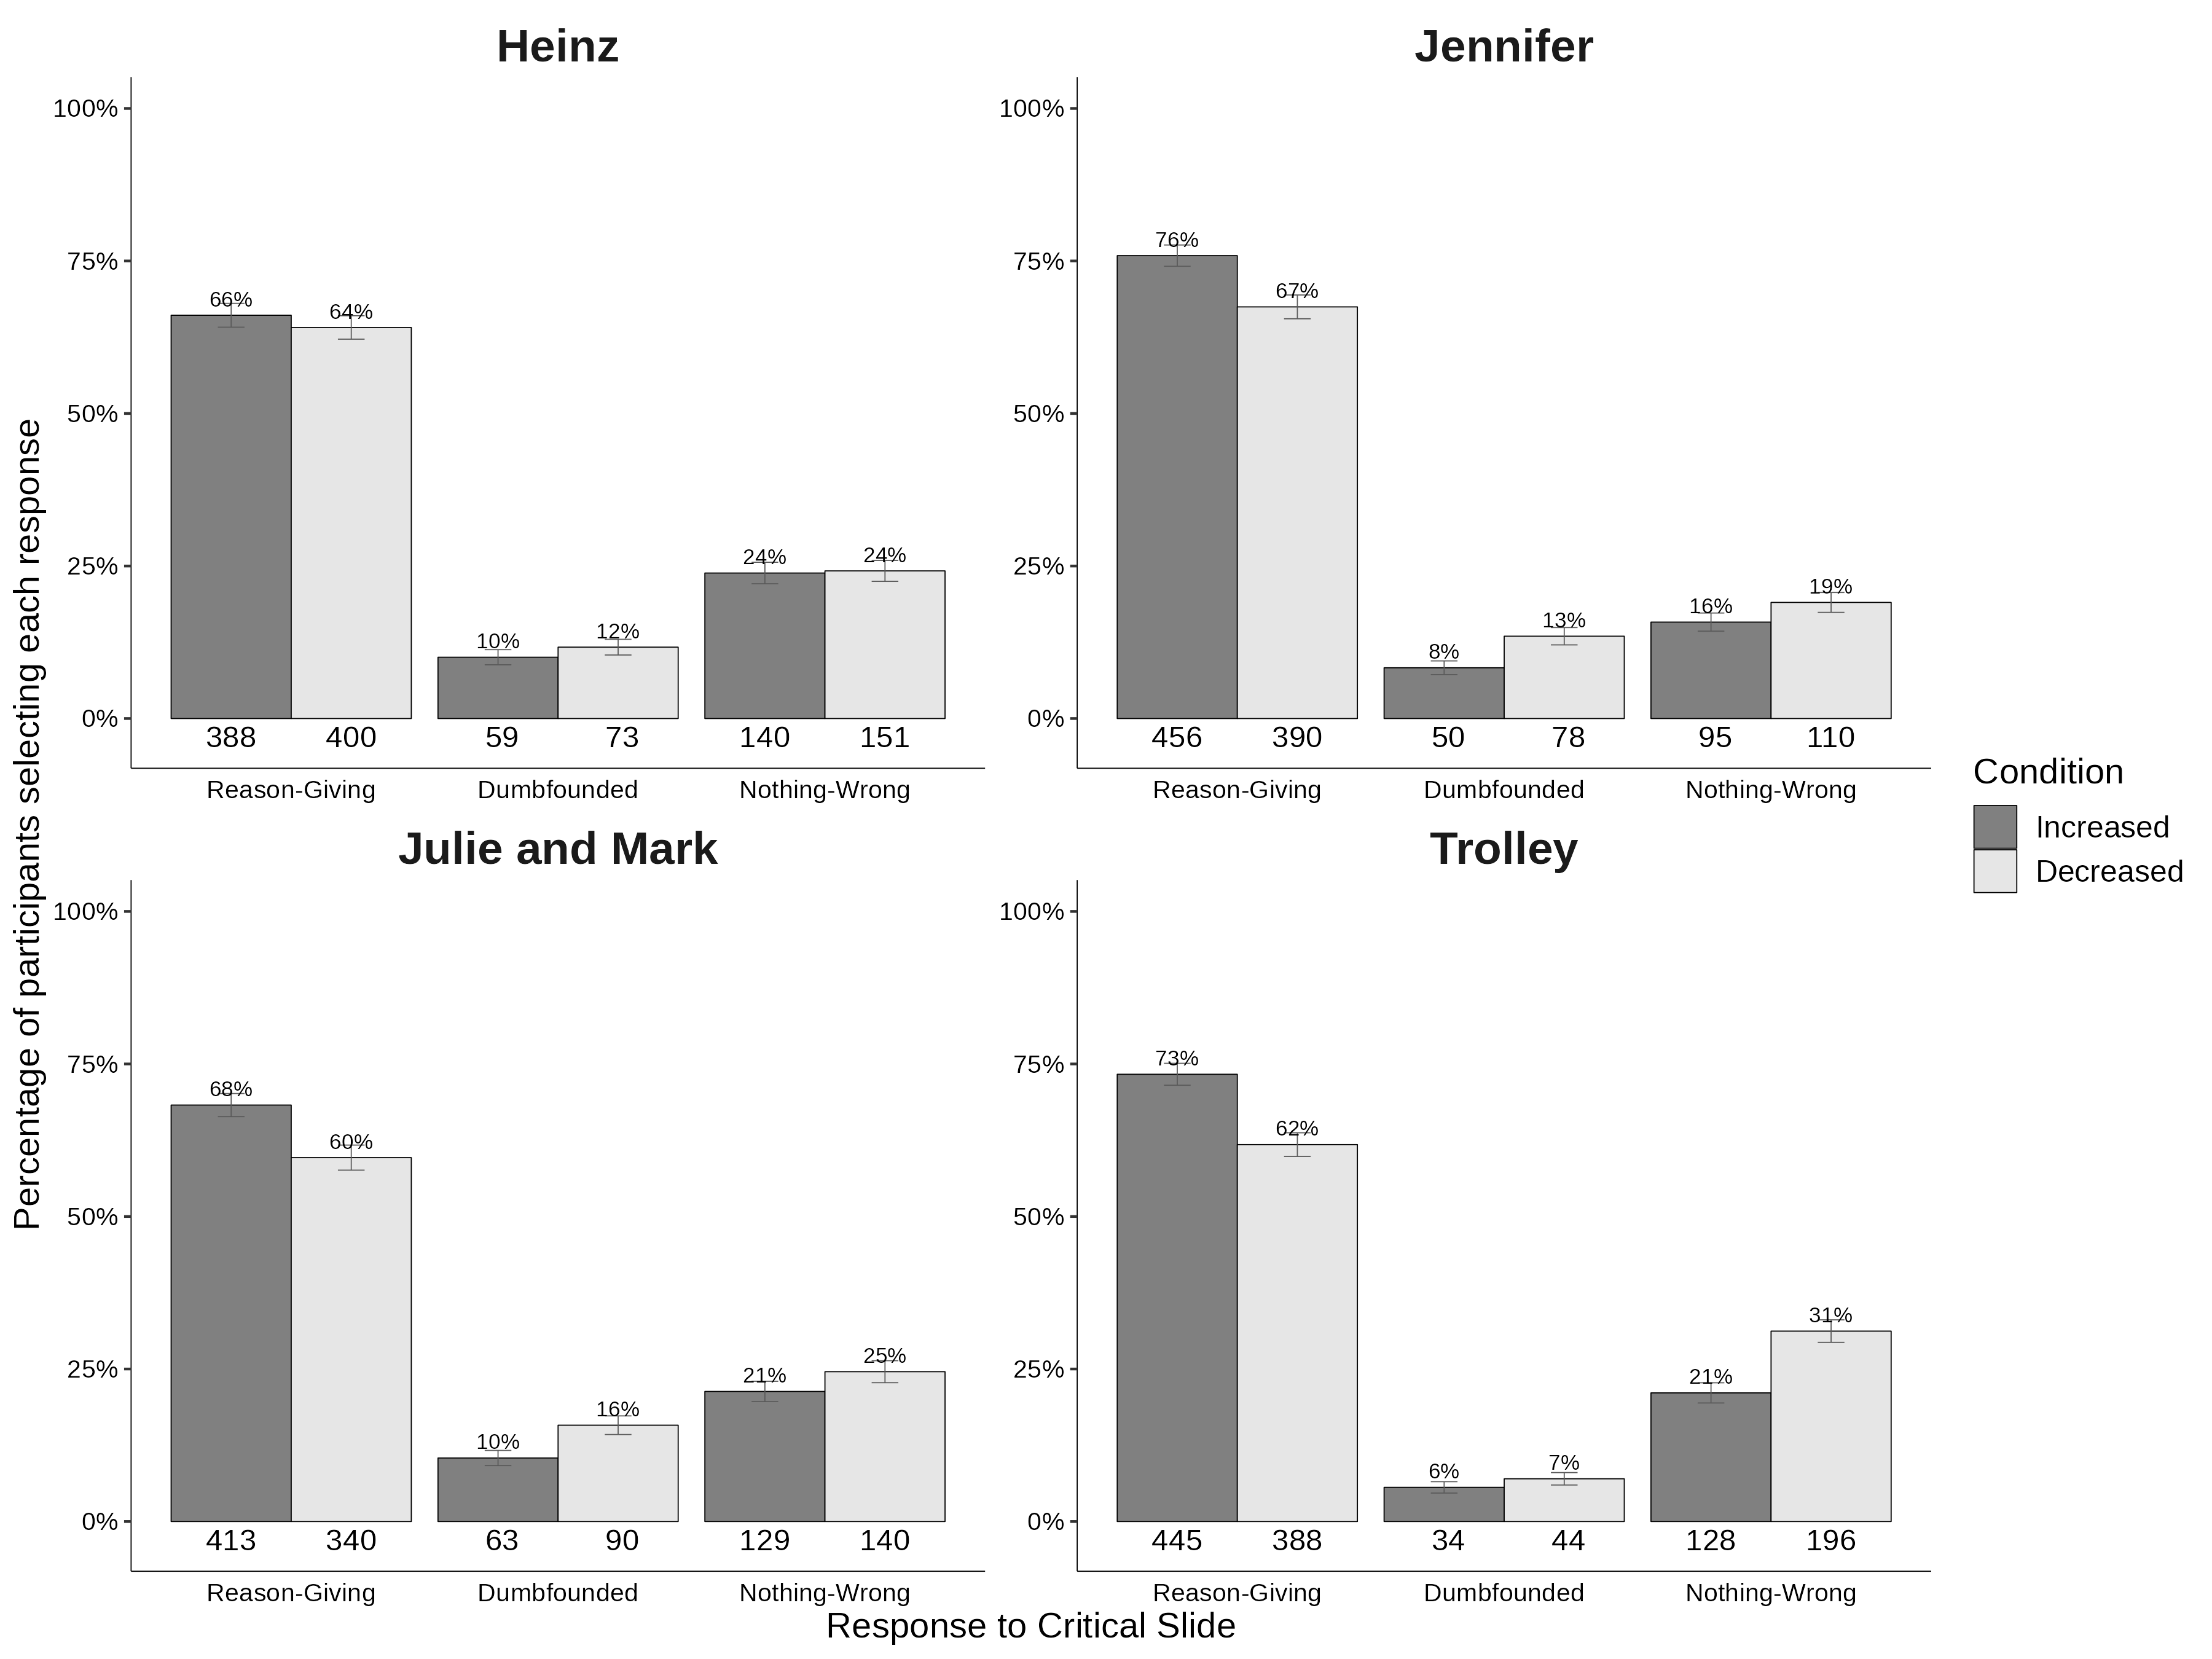 Heinz
100%
75%
50%
25%
0%
66%
64%
10%
12%
24%
24%
388 400 59 73 140 151
Reason-Giving Dumbfounded Nothing-Wrong
Jennifer
100%
75%
50%
25%
0%
76%
67%
8%
13%
16%
19%
456 390 50 78 95 110
Reason-Giving Dumbfounded Nothing-Wrong
Julie and Mark
100%
75%
50%
25%
0%
68%
60%
10%
16%
21%
25%
413 340 63 90 129 140
Reason-Giving Dumbfounded Nothing-Wrong
Trolley
100%
75%
50%
25%
0%
73%
62%
6%
7%
21%
31%
445 388 34 44 128 196
Reason-Giving Dumbfounded Nothing-Wrong
Percentage of participants selecting each response
Response to Critical Slide
Condition
Increased
Decreased